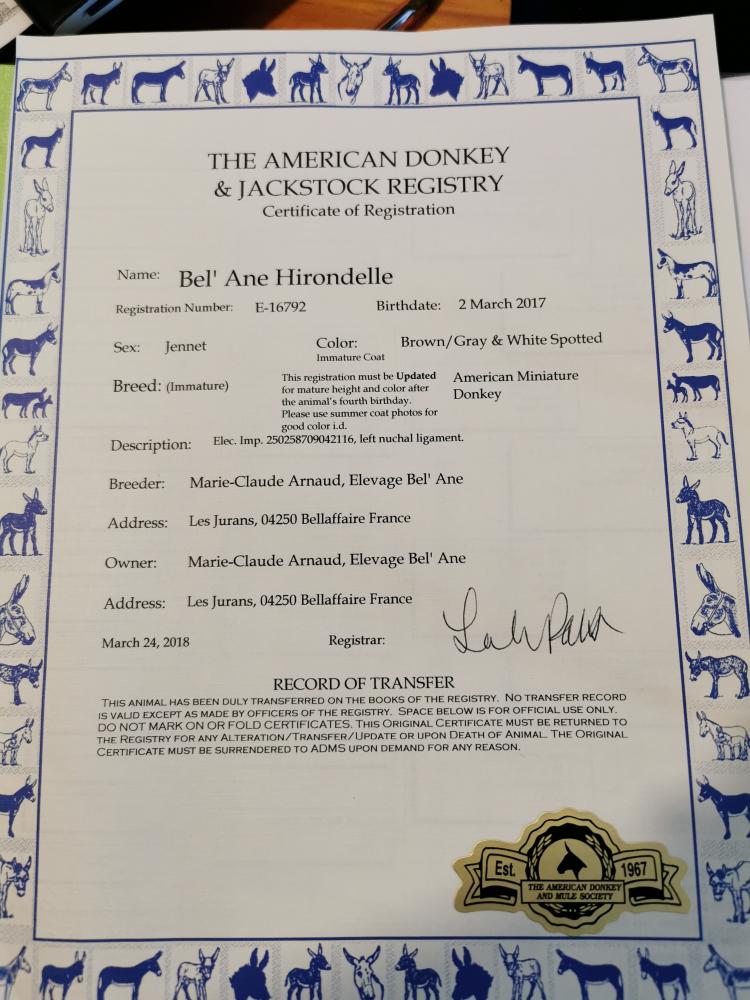 THE AMERICAN DONKEY
& JACKSTOCK REGISTRY
Certificate of Registration
Name: Bel' Ane Hirondelle
Registration Number: E-16792 Birthdate: 2 March 2017
Sex: Jennet Color: Brown/Gray & White Spotted
Immature Coat
Breed: (Immature) This registration must be Updated American Miniature
for mature height and color after Donkey
the animal's fourth birthday.
Please use summer coat photos for
good color i.d.
Description: Elec. Imp. 250258709042116, left nuchal ligament.
Breeder: Marie-Claude Arnaud, Elevage Bel' Ane
Address: Les Jurans, 04250 Bellaffaire France
Owner: Marie-Claude Arnaud, Elevage Bel' Ane
Address: Les Jurans, 04250 Bellaffaire France
March 24, 2018 Registrar:
RECORD OF TRANSFER
THIS ANIMAL HAS BEEN DULY TRANSFERRED ON THE BOOKS OF THE REGISTRY. NO TRANSFER RECORD
IS VALID EXCEPT AS MADE BY OFFICERS OF THE REGISTRY. SPACE BELOW IS FOR OFFICIAL USE ONLY.
DO NOT MARK ON OR FOLD CERTIFICATES. THIS ORIGINAL CERTIFICATE MUST BE RETURNED TO
THE REGISTRY FOR ANY ALTERATION/TRANSFER/UPDATE OR UPON DEATH OF ANIMAL. THE ORIGINAL
CERTIFICATE MUST BE SURRENDERED TO ADMS UPON DEMAND FOR ANY REASON.
Est. 1967
THE AMERICAN DONKEY
AND MULE SOCIETY